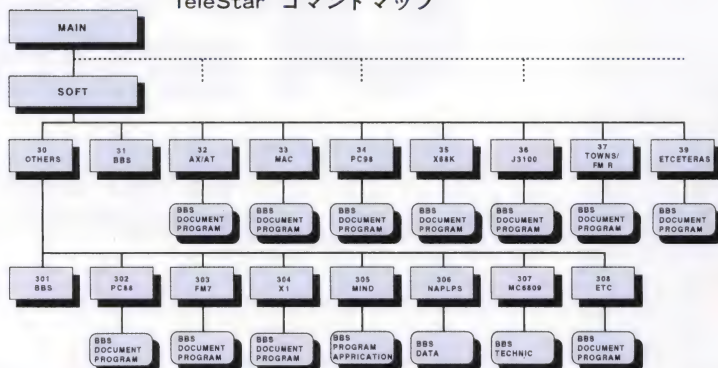 TeleStar コマンドマップ
MAIN
SOFT
30
OTHERS
31
BBS
32
AX/AT
33
MAC
34
PC98
35
X68K
36
J3100
37
TOWNS/
FM R
39
ETCETERAS
BBS
DOCUMENT
PROGRAM
BBS
DOCUMENT
PROGRAM
BBS
DOCUMENT
PROGRAM
BBS
DOCUMENT
PROGRAM
BBS
DOCUMENT
PROGRAM
BBS
DOCUMENT
PROGRAM
BBS
DOCUMENT
PROGRAM
301
BBS
302
PC88
303
FM7
304
X1
305
MIND
306
NAPLPS
307
MC6809
308
ETC
BBS
DOCUMENT
PROGRAM
BBS
DOCUMENT
PROGRAM
BBS
DOCUMENT
PROGRAM
BBS
PROGRAM
APPRICATION
BBS
DATA
BBS
TECHNIC
BBS
DOCUMENT
PROGRAM